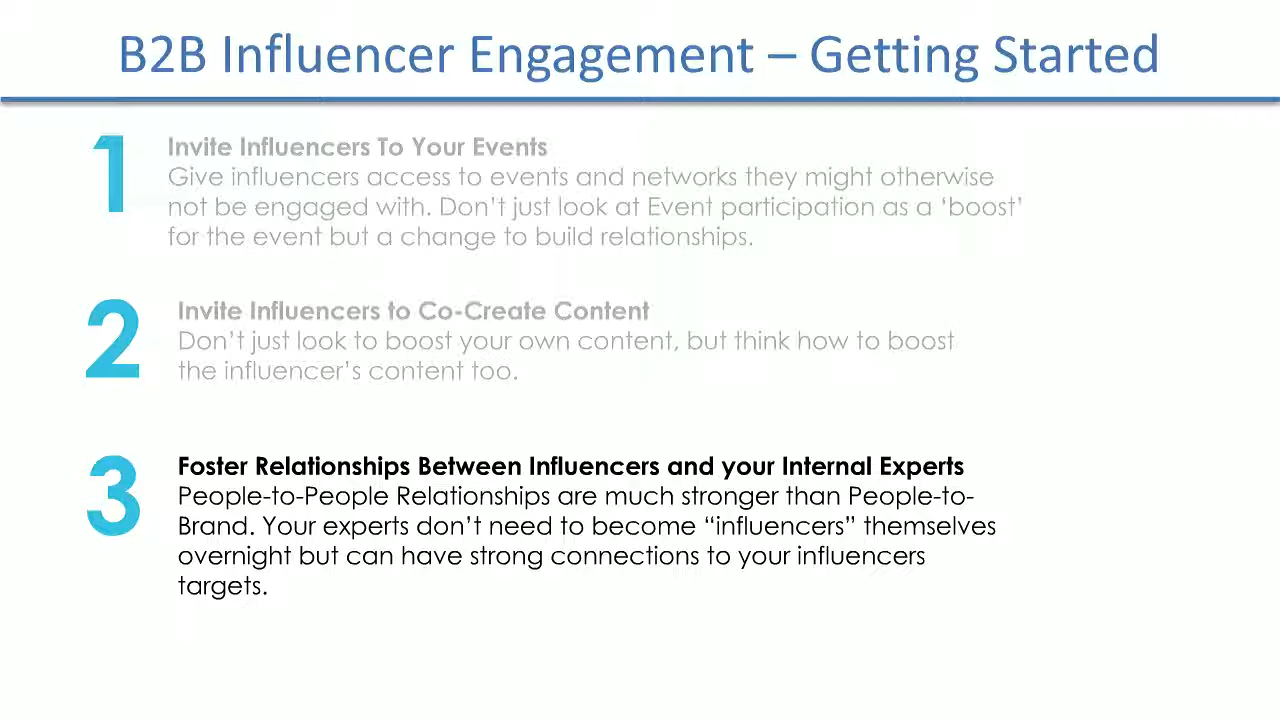 B2B Influencer Engagement – Getting Started
1
Invite Influencers To Your Events
Give influencers access to events and networks they might otherwise
not be engaged with. Don’t just look at Event participation as a ‘boost’
for the event but a change to build relationships.
2
Invite Influencers to Co-Create Content
Don’t just look to boost your own content, but think how to boost
the influencer’s content too.
3
Foster Relationships Between Influencers and your Internal Experts
People-to-People Relationships are much stronger than People-to-
Brand. Your experts don’t need to become “influencers” themselves
overnight but can have strong connections to your influencers
targets.